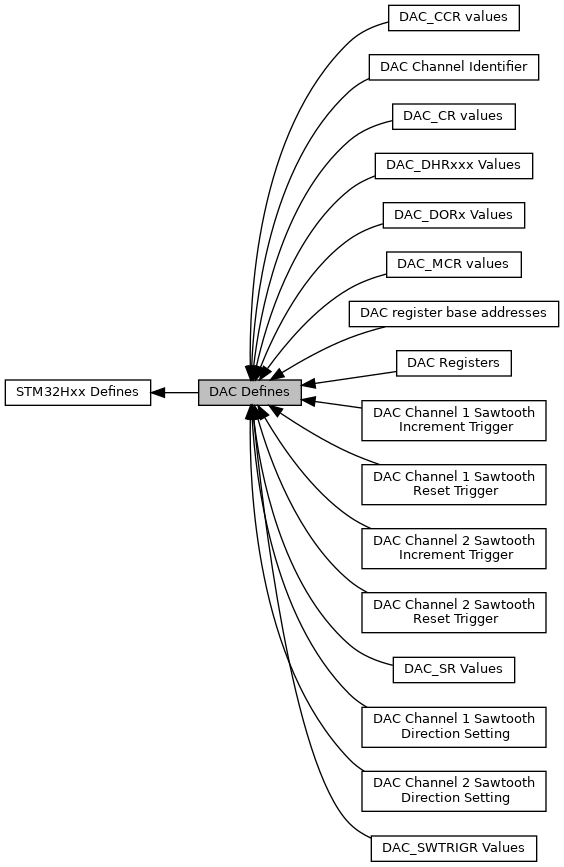 DAC_CCR values
DAC Channel Identifier
DAC_CR values
DAC_DHRxxx Values
DAC_DORx Values
DAC_MCR values
DAC register base addresses
DAC Registers
STM32Hxx Defines
DAC Defines
DAC Channel 1 Sawtooth
Increment Trigger
DAC Channel 1 Sawtooth
Reset Trigger
DAC Channel 2 Sawtooth
Increment Trigger
DAC Channel 2 Sawtooth
Reset Trigger
DAC_SR Values
DAC Channel 1 Sawtooth
Direction Setting
DAC Channel 2 Sawtooth
Direction Setting
DAC_SWTRIGR Values